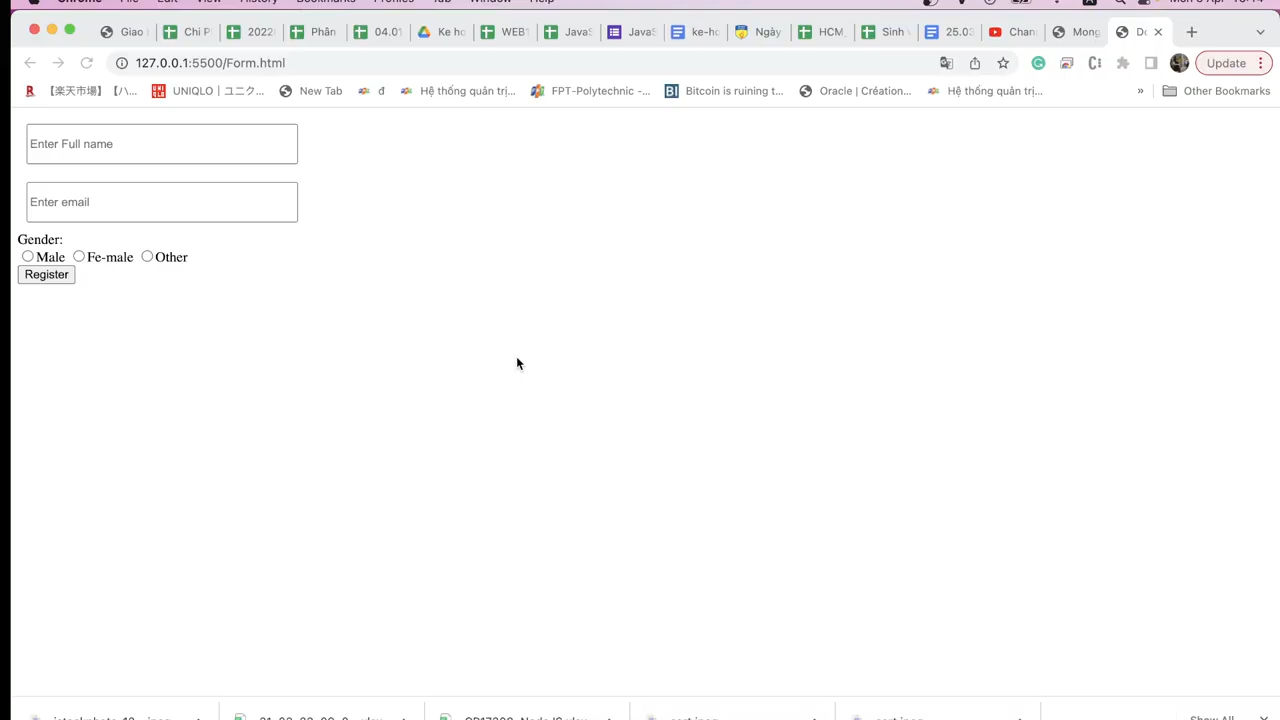 Giao
Chi P
2022
Phân
04.01
Ke ho
WEB1
JavaS
JavaS
ke-ho
Ngày
HCM_
Sinh v
25.03
Chan
Mong
Do
127.0.0.1:5500/Form.html
Update
【楽天市場】【ハ...
UNIQLO｜ユニク...
New Tab
đ
Hệ thống quản trị...
FPT-Polytechnic -...
Bitcoin is ruining t...
Oracle | Création...
Hệ thống quản trị...
»
Other Bookmarks
Enter Full name
Enter email
Gender:
Male Fe-male Other
Register
Show All